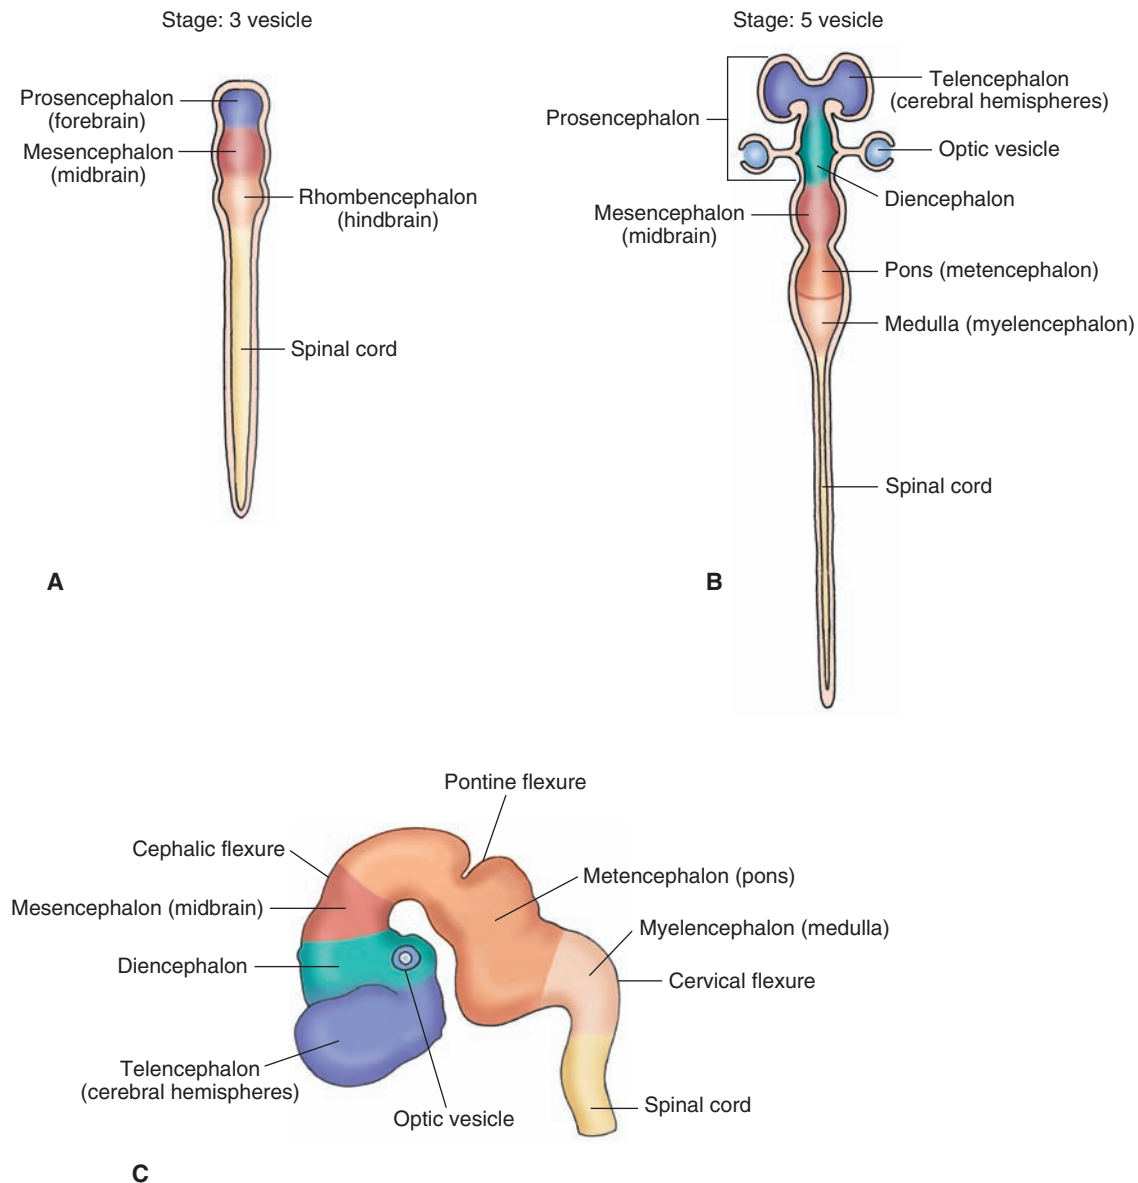 Stage: 3 vesicle
Prosencephalon
(forebrain)
Mesencephalon
(midbrain)
Rhombencephalon
(hindbrain)
Spinal cord
A
Stage: 5 vesicle
Prosencephalon
Telencephalon
(cerebral hemispheres)
Optic vesicle
Diencephalon
Mesencephalon
(midbrain)
Pons (metencephalon)
Medulla (myelencephalon)
Spinal cord
B
Pontine flexure
Cephalic flexure
Mesencephalon (midbrain)
Diencephalon
Telencephalon
(cerebral hemispheres)
Optic vesicle
Metencephalon (pons)
Myelencephalon (medulla)
Cervical flexure
Spinal cord
C